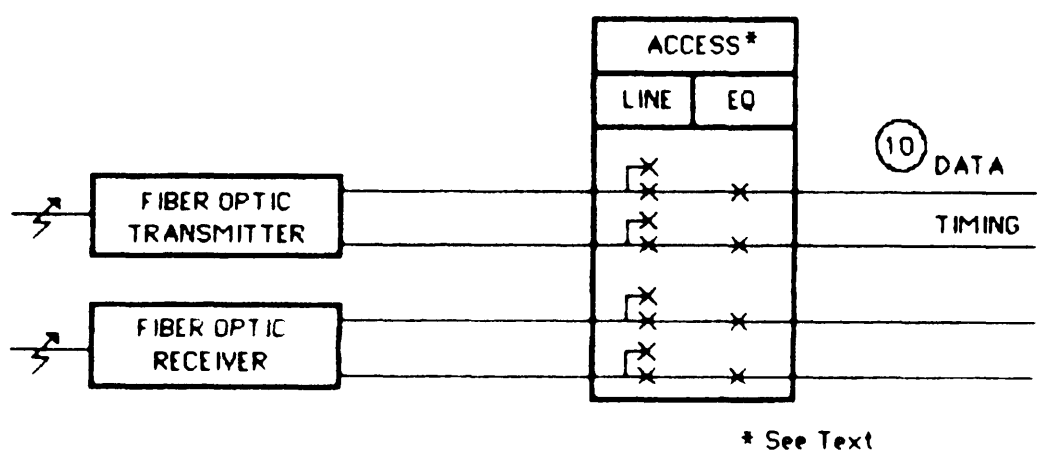 ACCESS*
LINE EQ
10
DATA
FIBER OPTIC
TRANSMITTER
TIMING
FIBER OPTIC
RECEIVER
* See Text